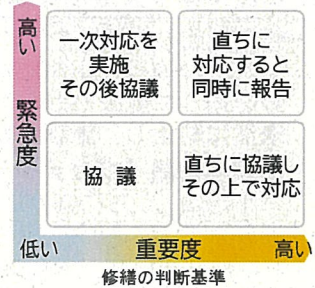 高い
緊急度
一次対応を
実施
その後協議
直ちに
対応すると
同時に報告
協 議
直ちに協議し
その上で対応
低い
重要度
高い
修繕の判断基準